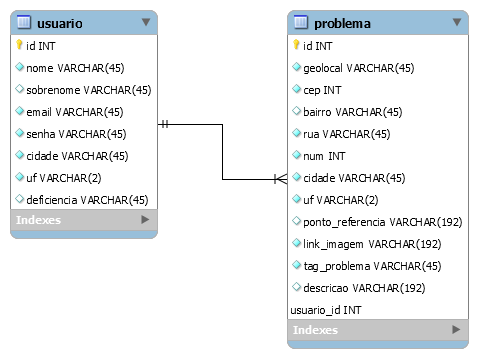 usuario
id INT
nome VARCHAR(45)
sobrenome VARCHAR(45)
email VARCHAR(45)
senha VARCHAR(45)
cidade VARCHAR(45)
uf VARCHAR(2)
deficiencia VARCHAR(45)
Indexes
problema
id INT
geolocal VARCHAR(45)
cep INT
bairro VARCHAR(45)
rua VARCHAR(45)
num INT
cidade VARCHAR(45)
uf VARCHAR(2)
ponto_referencia VARCHAR(192)
link_imagem VARCHAR(192)
tag_problema VARCHAR(45)
descricao VARCHAR(192)
usuario_id INT
Indexes